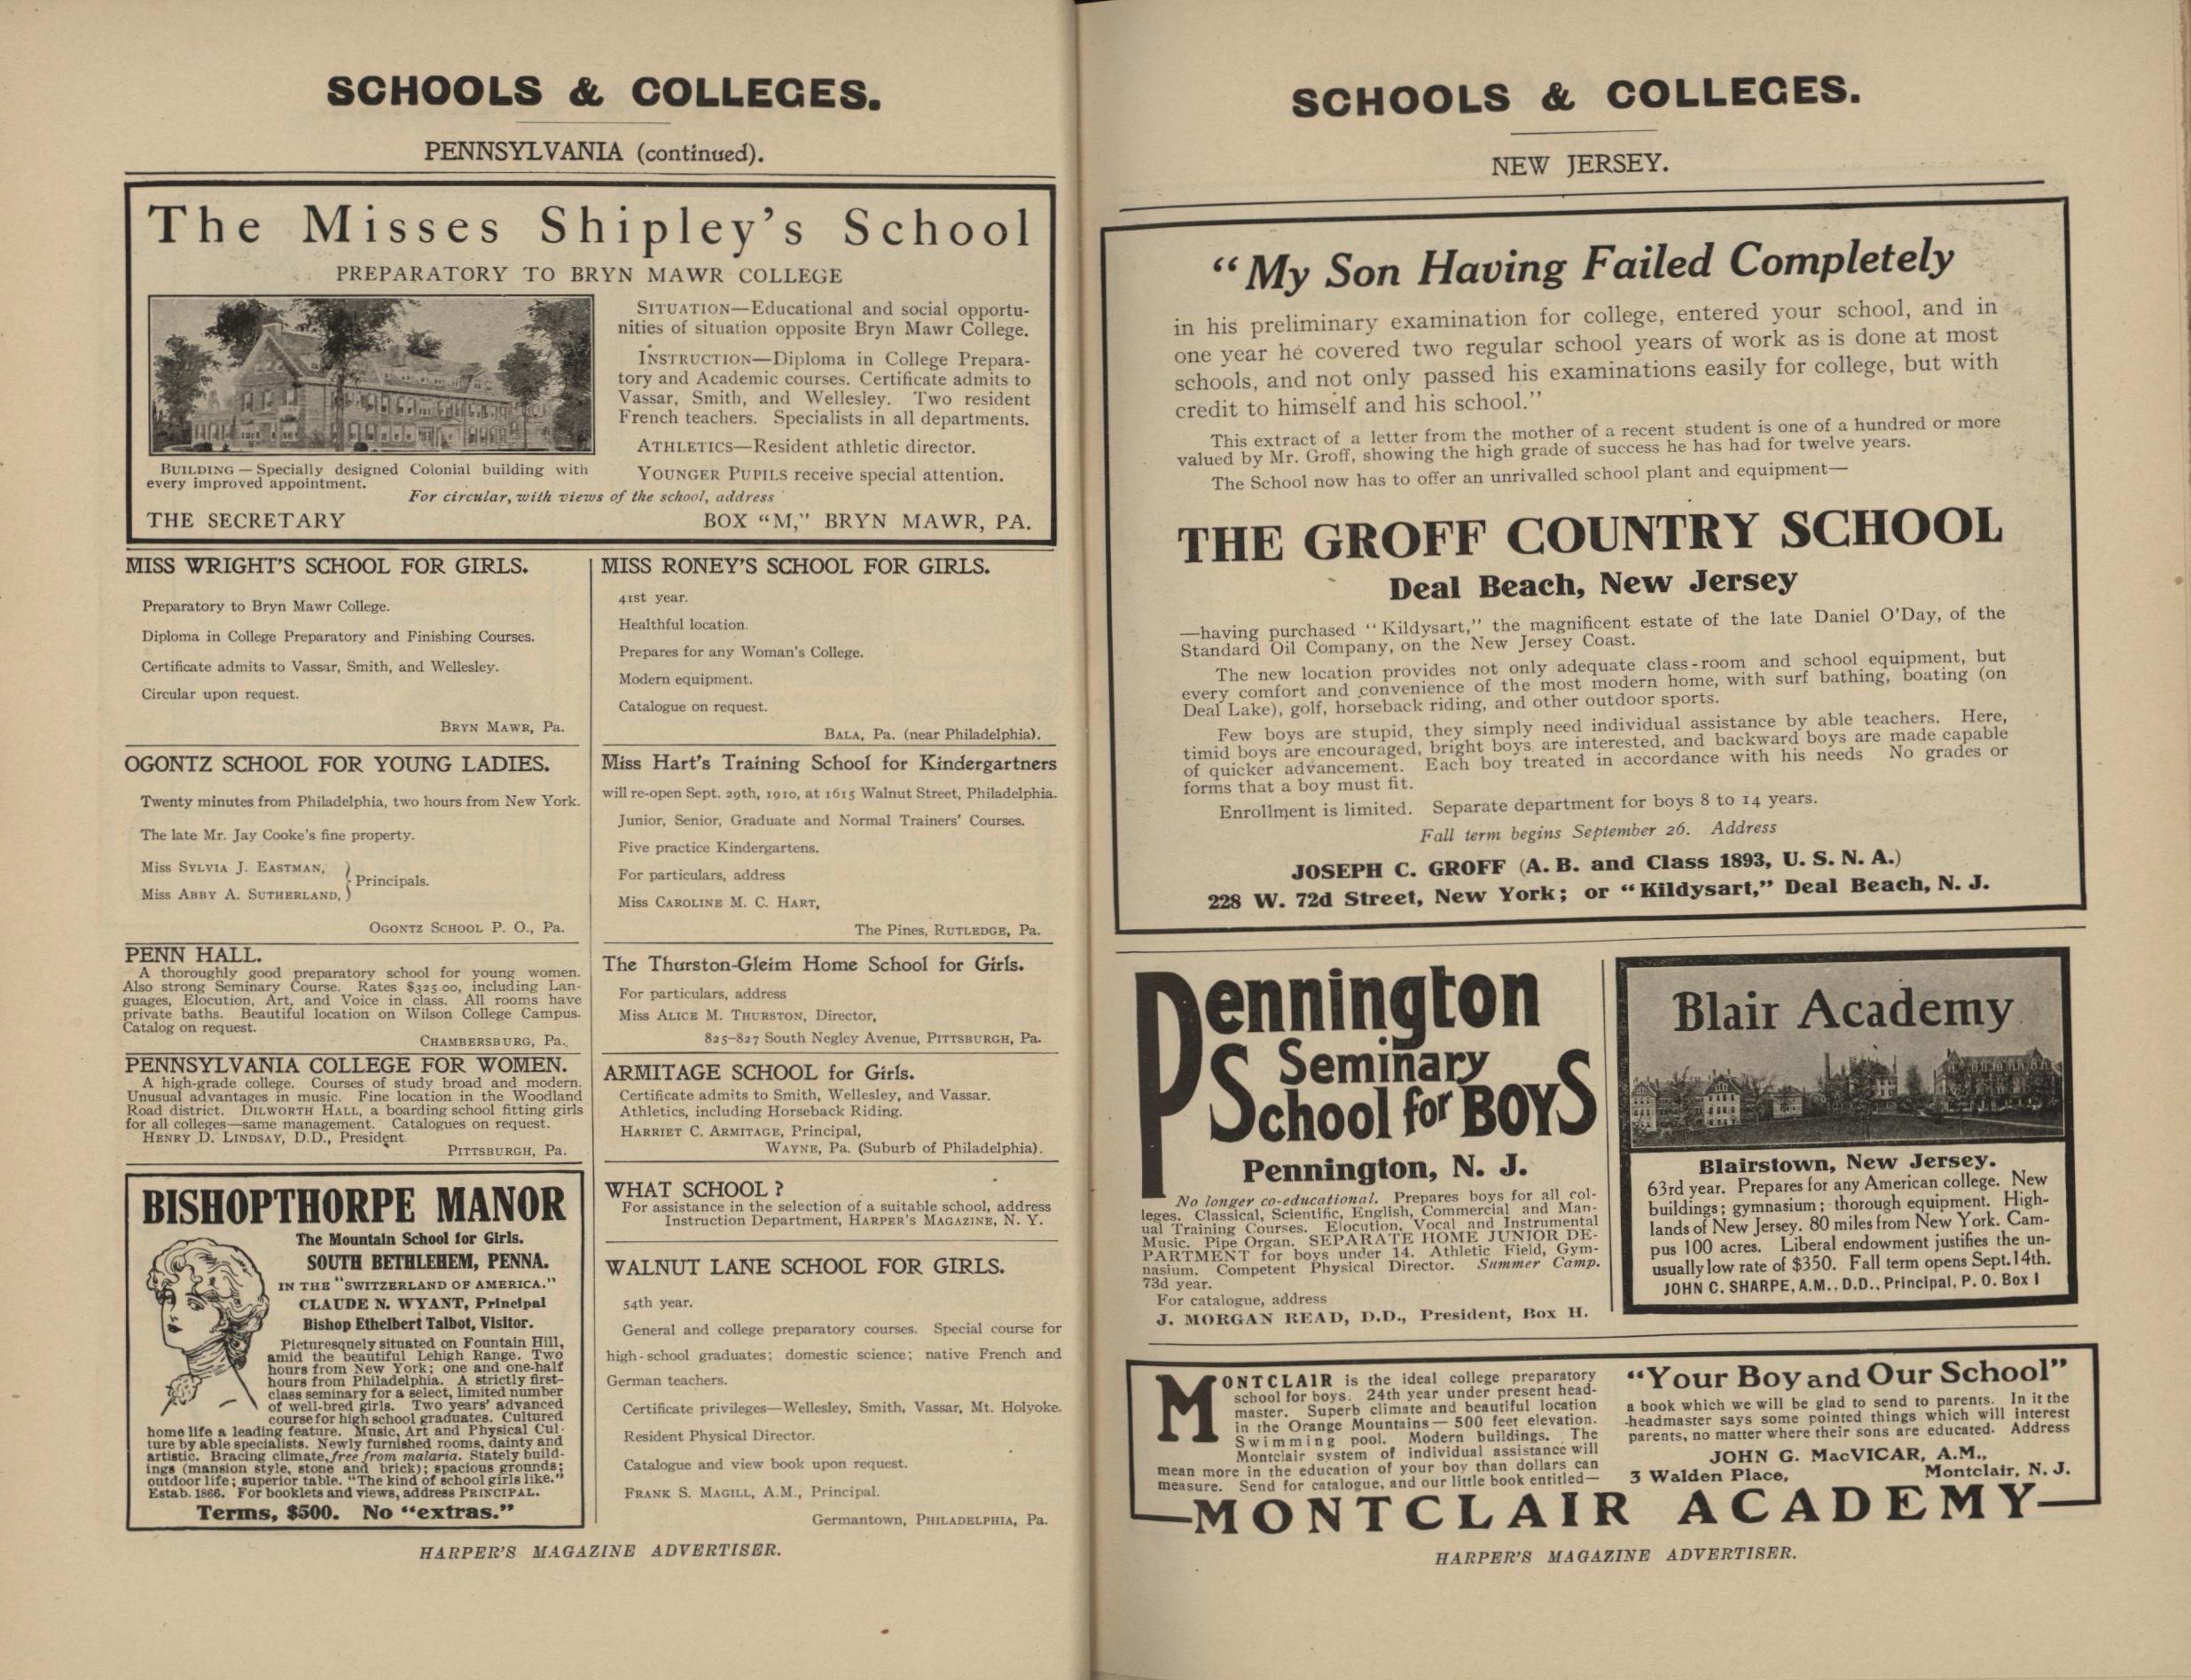 SCHOOLS & COLLEGES.
PENNSYLVANIA (continued).
The Misses Shipley's School
PREPARATORY TO BRYN MAWR COLLEGE
SITUATION—Educational and social opportu-
nities of situation opposite Bryn Mawr College.
INSTRUCTION—Diploma in College Prepara-
tory and Academic courses. Certificate admits to
Vassar, Smith, and Wellesley. Two resident
French teachers. Specialists in all departments.
ATHLETICS—Resident athletic director.
YOUNGER PUPILS receive special attention.
BUILDING — Specially designed Colonial building with
every improved appointment.
For circular, with views of the school, address
THE SECRETARY BOX "M," BRYN MAWR, PA.
MISS WRIGHT'S SCHOOL FOR GIRLS.
Preparatory to Bryn Mawr College.
Diploma in College Preparatory and Finishing Courses.
Certificate admits to Vassar, Smith, and Wellesley.
Circular upon request.
BRYN MAWR, Pa.
OGONTZ SCHOOL FOR YOUNG LADIES.
Twenty minutes from Philadelphia, two hours from New York.
The late Mr. Jay Cooke's fine property.
Miss SYLVIA J. EASTMAN,
Miss ABBY A. SUTHERLAND,
} Principals.
OGONTZ SCHOOL P. O., Pa.
PENN HALL.
A thoroughly good preparatory school for young women.
Also strong Seminary Course. Rates $325.00, including Lan-
guages, Elocution, Art, and Voice in class. All rooms have
private baths. Beautiful location on Wilson College Campus.
Catalog on request.
CHAMBERSBURG, Pa.
PENNSYLVANIA COLLEGE FOR WOMEN.
A high-grade college. Courses of study broad and modern.
Unusual advantages in music. Fine location in the Woodland
Road district. DILWORTH HALL, a boarding school fitting girls
for all colleges—same management. Catalogues on request.
HENRY D. LINDSAY, D.D., President
PITTSBURGH, Pa.
BISHOPTHORPE MANOR
The Mountain School for Girls.
SOUTH BETHLEHEM, PENNA.
IN THE "SWITZERLAND OF AMERICA."
CLAUDE N. WYANT, Principal
Bishop Ethelbert Talbot, Visitor.
Picturesquely situated on Fountain Hill,
amid the beautiful Lehigh Range. Two
hours from New York; one and one-half
hours from Philadelphia. A strictly first-
class seminary for a select, limited number
of well-bred girls. Two years' advanced
course for high school graduates. Cultured
home life a leading feature. Music, Art and Physical Cul-
ture by able specialists. Newly furnished rooms, dainty and
artistic. Bracing climate, free from malaria. Stately build-
ings (mansion style, stone and brick); spacious grounds;
outdoor life; superior table. "The kind of school girls like."
Estab. 1866. For booklets and views, address PRINCIPAL.
Terms, $500. No "extras."
MISS RONEY'S SCHOOL FOR GIRLS.
41st year.
Healthful location.
Prepares for any Woman's College.
Modern equipment.
Catalogue on request.
BALA, Pa. (near Philadelphia).
Miss Hart's Training School for Kindergartners
will re-open Sept. 29th, 1910, at 1615 Walnut Street, Philadelphia.
Junior, Senior, Graduate and Normal Trainers' Courses.
Five practice Kindergartens.
For particulars, address
Miss CAROLINE M. C. HART,
The Pines, RUTLEDGE, Pa.
The Thurston-Gleim Home School for Girls.
For particulars, address
Miss ALICE M. THURSTON, Director,
825–827 South Negley Avenue, PITTSBURGH, Pa.
ARMITAGE SCHOOL for Girls.
Certificate admits to Smith, Wellesley, and Vassar.
Athletics, including Horseback Riding.
HARRIET C. ARMITAGE, Principal,
WAYNE, Pa. (Suburb of Philadelphia).
WHAT SCHOOL ?
For assistance in the selection of a suitable school, address
Instruction Department, HARPER'S MAGAZINE, N. Y.
WALNUT LANE SCHOOL FOR GIRLS.
54th year.
General and college preparatory courses. Special course for
high-school graduates; domestic science; native French and
German teachers.
Certificate privileges—Wellesley, Smith, Vassar, Mt. Holyoke.
Resident Physical Director.
Catalogue and view book upon request.
FRANK S. MAGILL, A.M., Principal.
Germantown, PHILADELPHIA, Pa.
HARPER'S MAGAZINE ADVERTISER.
SCHOOLS & COLLEGES.
NEW JERSEY.
"My Son Having Failed Completely
in his preliminary examination for college, entered your school, and in
one year he covered two regular school years of work as is done at most
schools, and not only passed his examinations easily for college, but with
credit to himself and his school."
This extract of a letter from the mother of a recent student is one of a hundred or more
valued by Mr. Groff, showing the high grade of success he has had for twelve years.
The School now has to offer an unrivalled school plant and equipment—
THE GROFF COUNTRY SCHOOL
Deal Beach, New Jersey
—having purchased "Kildysart," the magnificent estate of the late Daniel O'Day, of the
Standard Oil Company, on the New Jersey Coast.
The new location provides not only adequate class-room and school equipment, but
every comfort and convenience of the most modern home, with surf bathing, boating (on
Deal Lake), golf, horseback riding, and other outdoor sports.
Few boys are stupid, they simply need individual assistance by able teachers. Here,
timid boys are encouraged, bright boys are interested, and backward boys are made capable
of quicker advancement. Each boy treated in accordance with his needs No grades or
forms that a boy must fit.
Enrollment is limited. Separate department for boys 8 to 14 years.
Fall term begins September 26. Address
JOSEPH C. GROFF (A. B. and Class 1893, U. S. N. A.)
228 W. 72d Street, New York; or "Kildysart," Deal Beach, N. J.
Pennington
Seminary
School for BOYS
Pennington, N. J.
No longer co-educational. Prepares boys for all col-
leges. Classical, Scientific, English, Commercial and Man-
ual Training Courses. Elocution, Vocal and Instrumental
Music. Pipe Organ. SEPARATE HOME JUNIOR DE-
PARTMENT for boys under 14. Athletic Field, Gym-
nasium. Competent Physical Director. Summer Camp.
73d year.
For catalogue, address
J. MORGAN READ, D.D., President, Box H.
Blair Academy
Blairstown, New Jersey.
63rd year. Prepares for any American college. New
buildings; gymnasium; thorough equipment. High-
lands of New Jersey. 80 miles from New York. Cam-
pus 100 acres. Liberal endowment justifies the un-
usually low rate of $350. Fall term opens Sept. 14th.
JOHN C. SHARPE, A.M., D.D., Principal, P. O. Box I
MONTCLAIR is the ideal college preparatory
school for boys. 24th year under present head-
master. Superb climate and beautiful location
in the Orange Mountains — 500 feet elevation.
Swimming pool. Modern buildings. The
Montclair system of individual assistance will
mean more in the education of your boy than dollars can
measure. Send for catalogue, and our little book entitled—
"Your Boy and Our School"
a book which we will be glad to send to parents. In it the
headmaster says some pointed things which will interest
parents, no matter where their sons are educated. Address
JOHN G. MacVICAR, A.M.,
3 Walden Place, Montclair, N. J.
MONTCLAIR ACADEMY
HARPER'S MAGAZINE ADVERTISER.